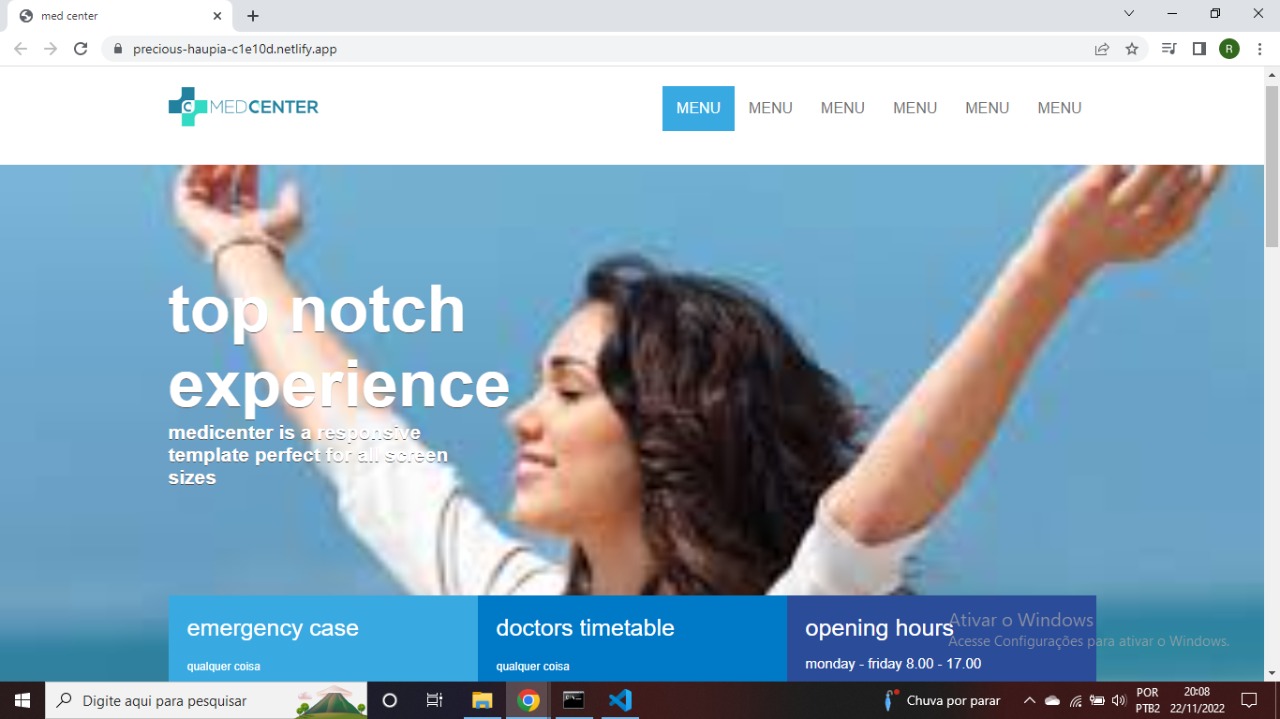 med center
precious-haupia-c1e10d.netlify.app
R
C MEDCENTER
MENU MENU MENU MENU MENU MENU
top notch
experience
medicenter is a responsive
template perfect for all screen
sizes
emergency case
qualquer coisa
doctors timetable
qualquer coisa
opening hours
monday - friday 8.00 - 17.00
Ativar o Windows
Acesse Configurações para ativar o Windows.
Digite aqui para pesquisar
Chuva por parar
POR
PTB2
20:08
22/11/2022